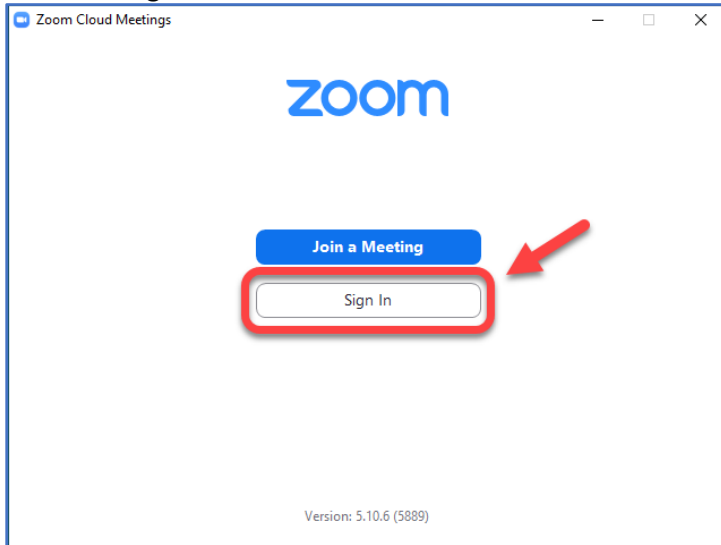 Zoom Cloud Meetings
zoom
Join a Meeting
Sign In
Version: 5.10.6 (5889)